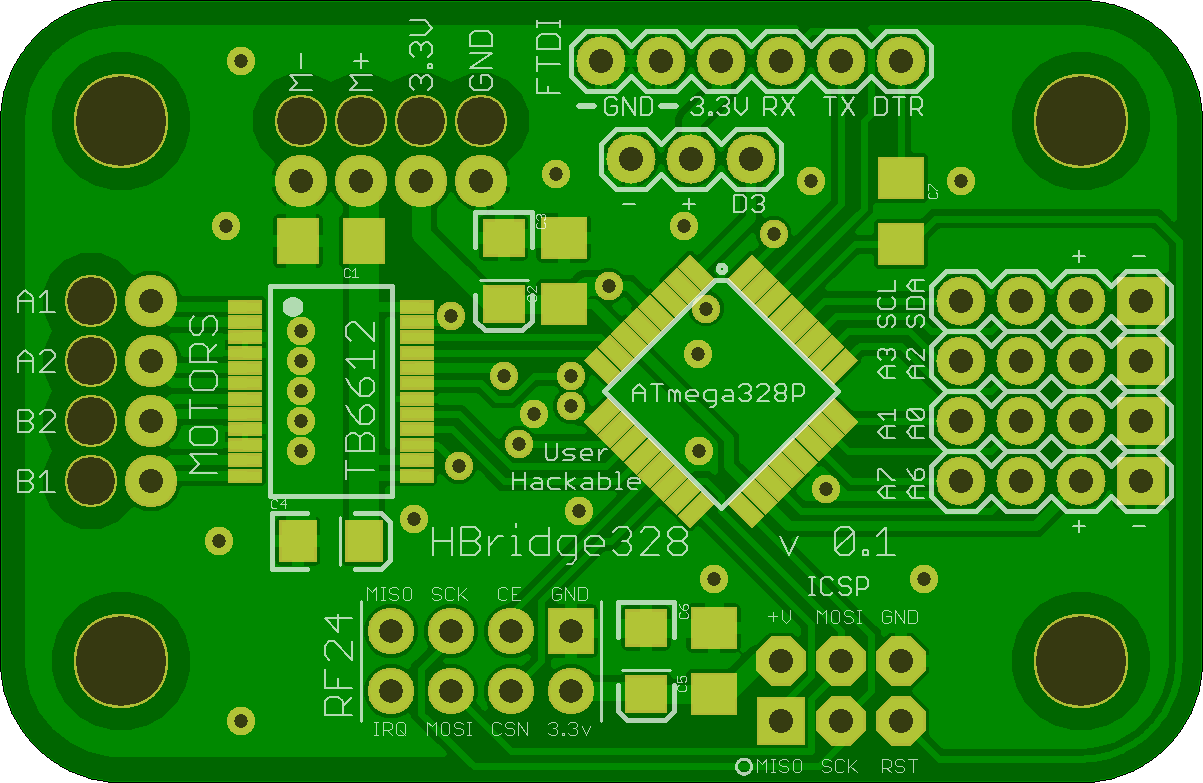 M-
M+
3.3V
GND
FTDI
-GND- 3.3V RX TX DTR
- + D3
C7
C3
C2
C1
+ -
SCL SDA
A3 A2
A1 A0
A7 A6
+ -
A1
A2
B2
B1
MOTORS
TB6612
ATmega328P
User
Hackable
C4
HBridge328 v 0.1
ICSP
+V MOSI GND
MISO SCK RST
MISO SCK CE GND
RF24
IRQ MOSI CSN 3.3v
C6
C5